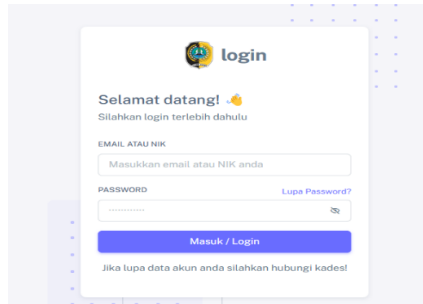 login
Selamat datang! 👋
Silahkan login terlebih dahulu
EMAIL ATAU NIK
Masukkan email atau NIK anda
PASSWORD Lupa Password?
············
Masuk / Login
Jika lupa data akun anda silahkan hubungi kades!